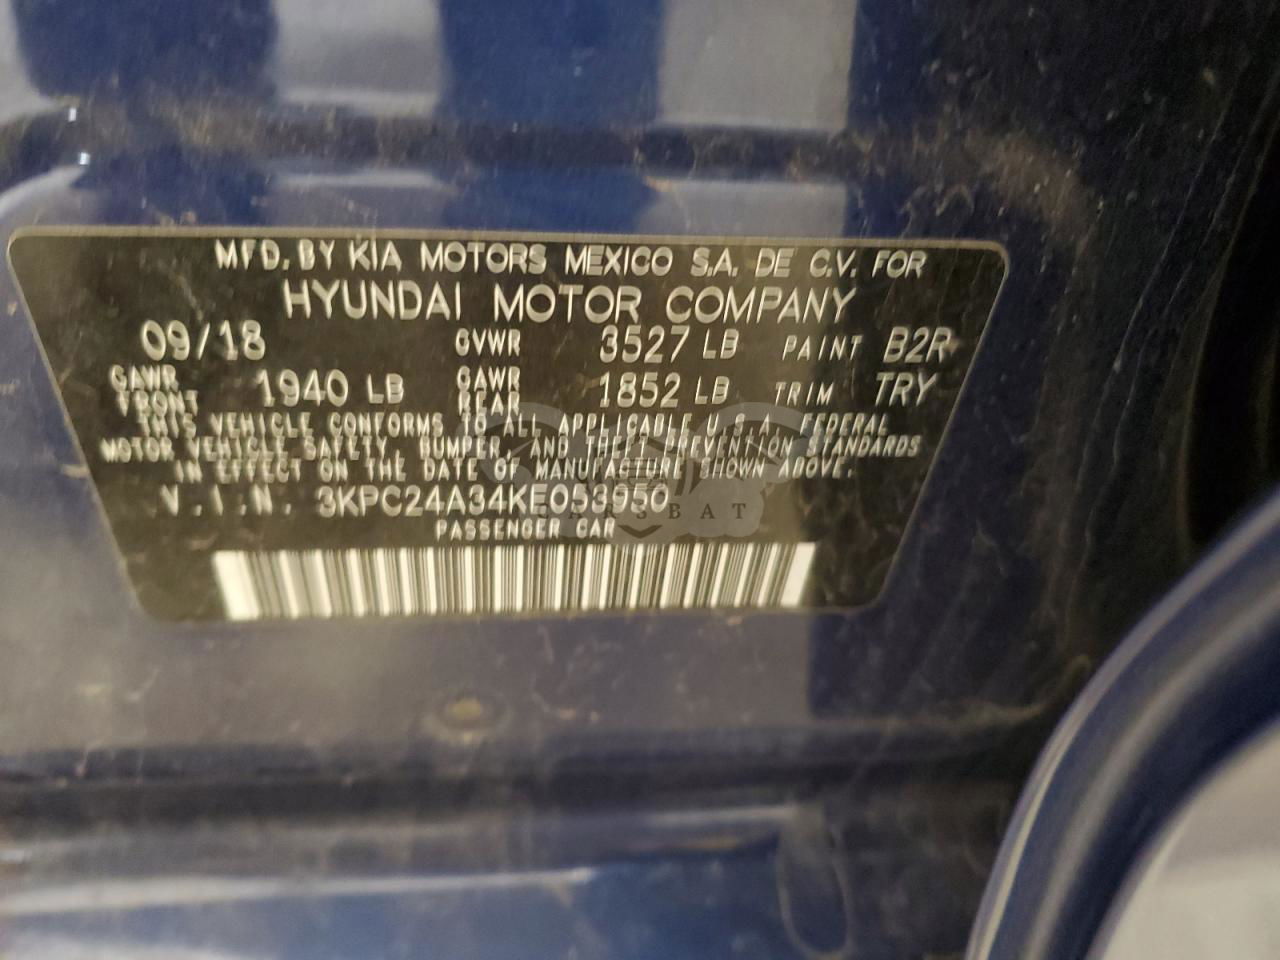 MFD. BY KIA MOTORS MEXICO S.A. DE C.V. FOR
HYUNDAI MOTOR COMPANY
09/18 GVWR 3527 LB PAINT B2R
GAWR FRONT 1940 LB GAWR REAR 1852 LB TRIM TRY
THIS VEHICLE CONFORMS TO ALL APPLICABLE U.S.A. FEDERAL
MOTOR VEHICLE SAFETY, BUMPER, AND THEFT PREVENTION STANDARDS
IN EFFECT ON THE DATE OF MANUFACTURE SHOWN ABOVE.
V.I.N. 3KPC24A34KE053950
PASSENGER CAR
CARSBAT